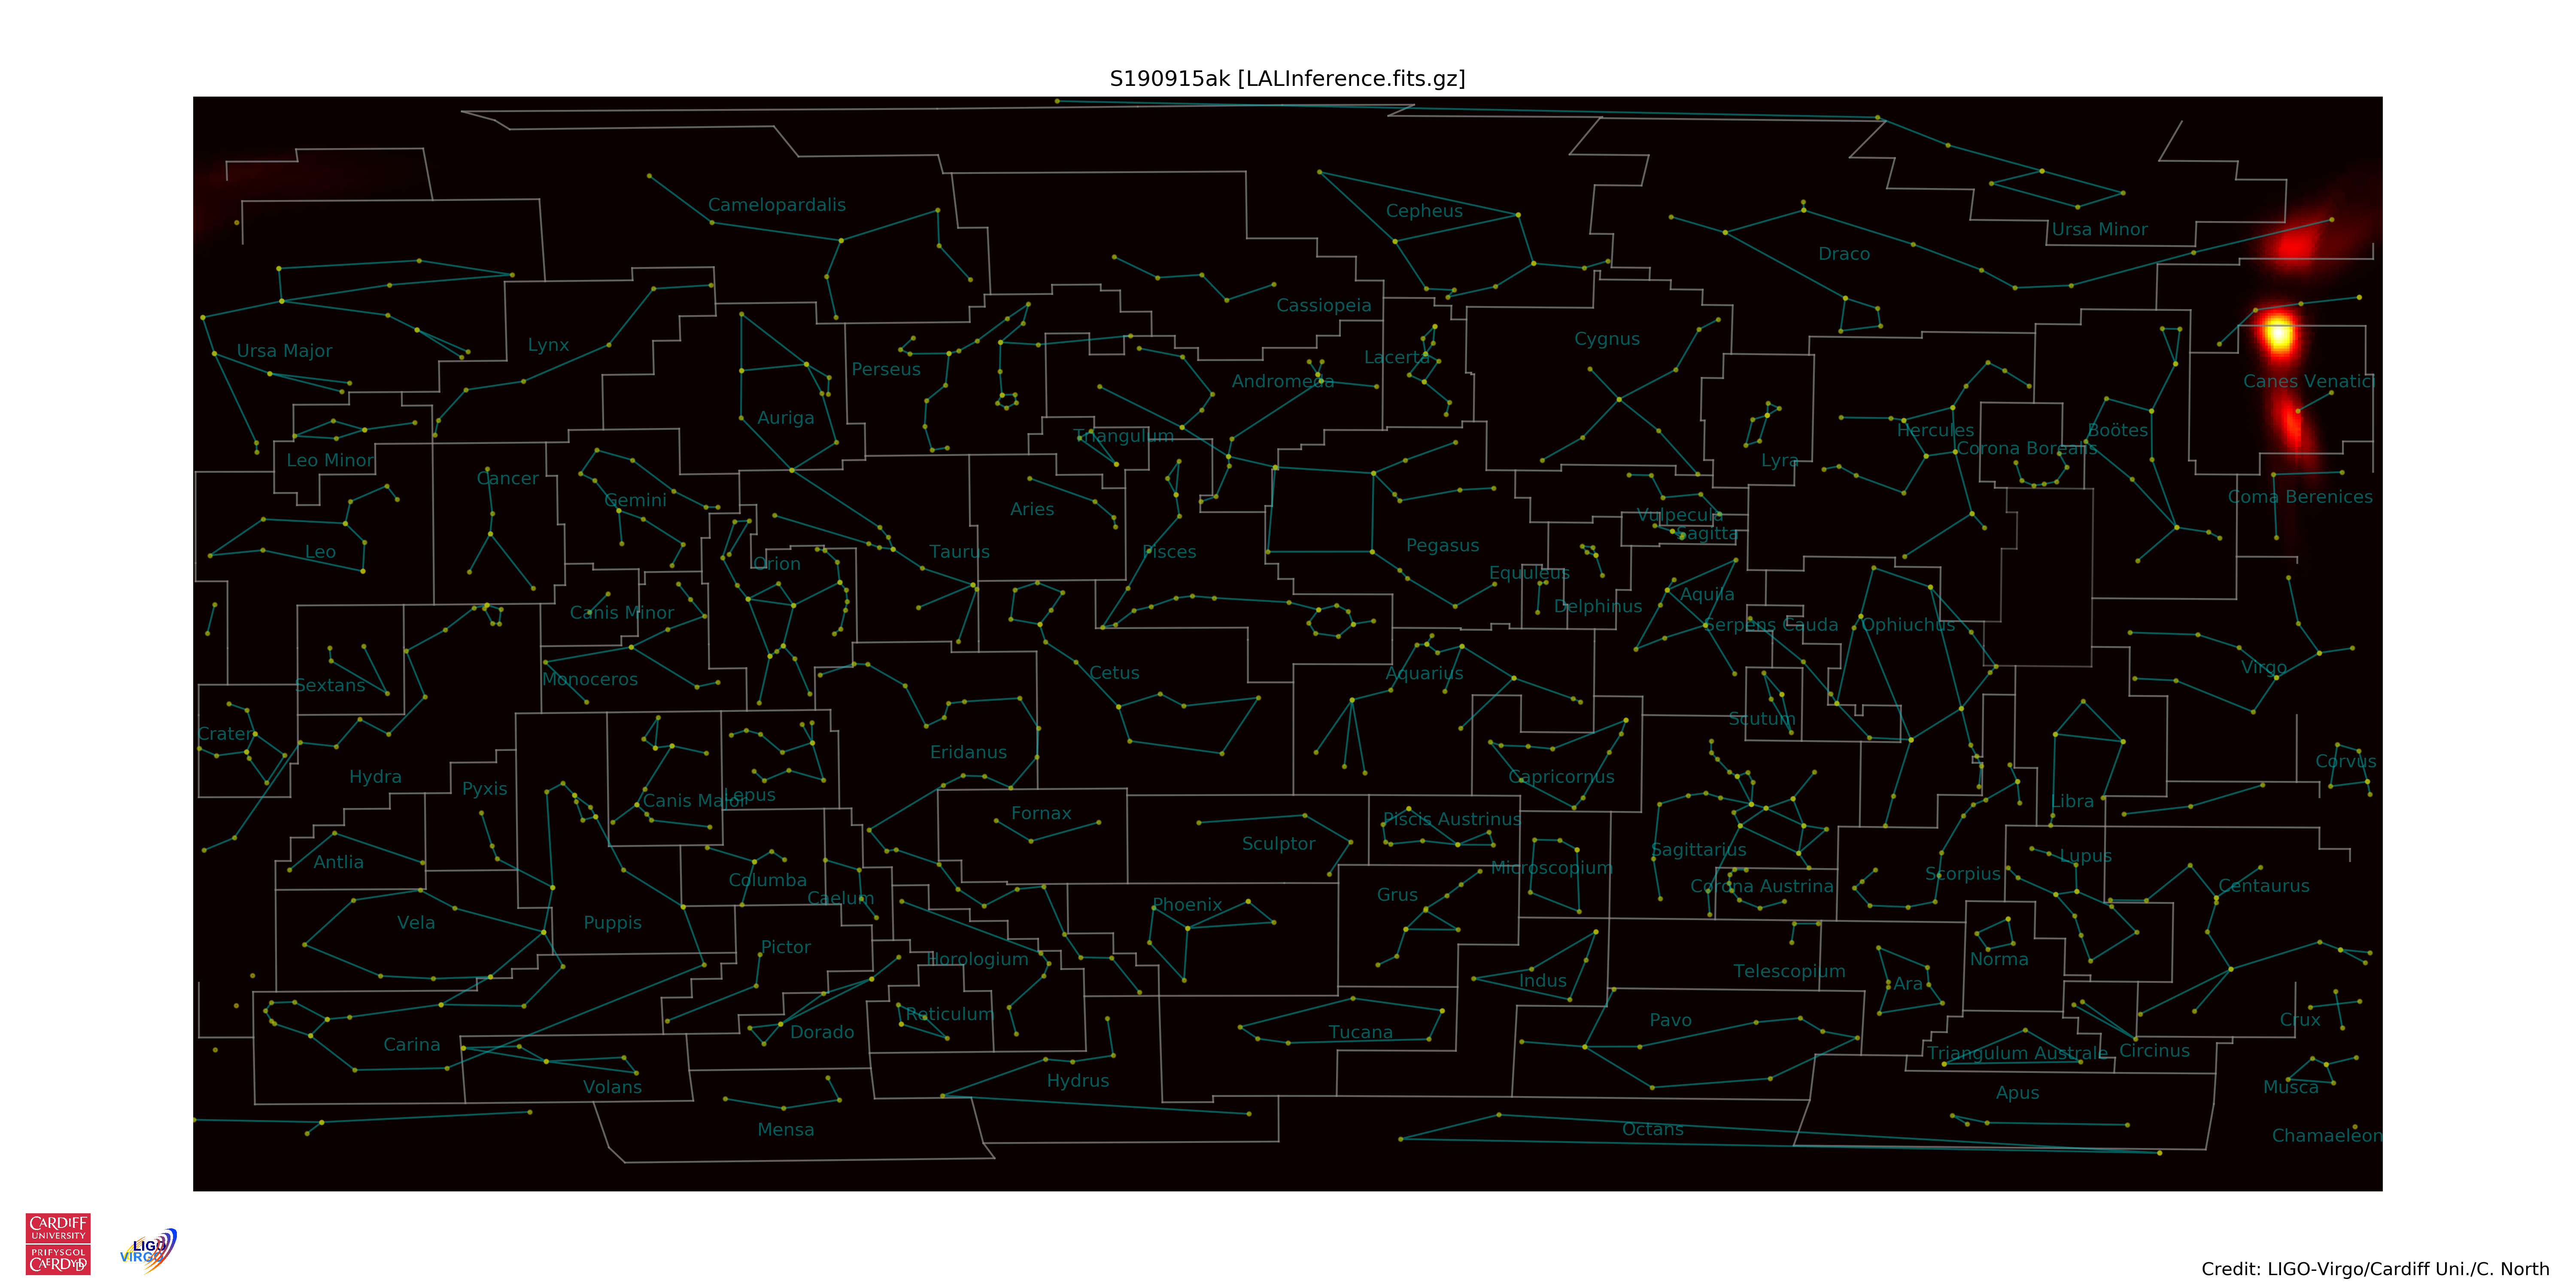 S190915ak [LALInference.fits.gz]
Camelopardalis
Cepheus
Ursa Minor
Draco
Cassiopeia
Cygnus
Ursa Major
Lynx
Lacerta
Perseus
Andromeda
Canes Venatici
Auriga
Triangulum
Hercules
Boötes
Corona Borealis
Leo Minor
Lyra
Cancer
Gemini
Coma Berenices
Aries
Vulpecula
Sagitta
Leo
Taurus
Pisces
Pegasus
Orion
Equuleus
Aquila
Delphinus
Canis Minor
Serpens Cauda
Ophiuchus
Virgo
Cetus
Aquarius
Monoceros
Sextans
Scutum
Crater
Eridanus
Corvus
Hydra
Capricornus
Pyxis
Lepus
Canis Major
Libra
Fornax
Piscis Austrinus
Sculptor
Sagittarius
Lupus
Antlia
Microscopium
Scorpius
Columba
Corona Austrina
Centaurus
Caelum
Grus
Phoenix
Vela
Puppis
Pictor
Horologium
Norma
Telescopium
Indus
Ara
Reticulum
Pavo
Crux
Dorado
Tucana
Carina
Triangulum Australe
Circinus
Hydrus
Volans
Musca
Apus
Mensa
Octans
Chamaeleon
CARDIFF
UNIVERSITY
PRIFYSGOL
CAERDYDD
LIGO
VIRGO
Credit: LIGO-Virgo/Cardiff Uni./C. North